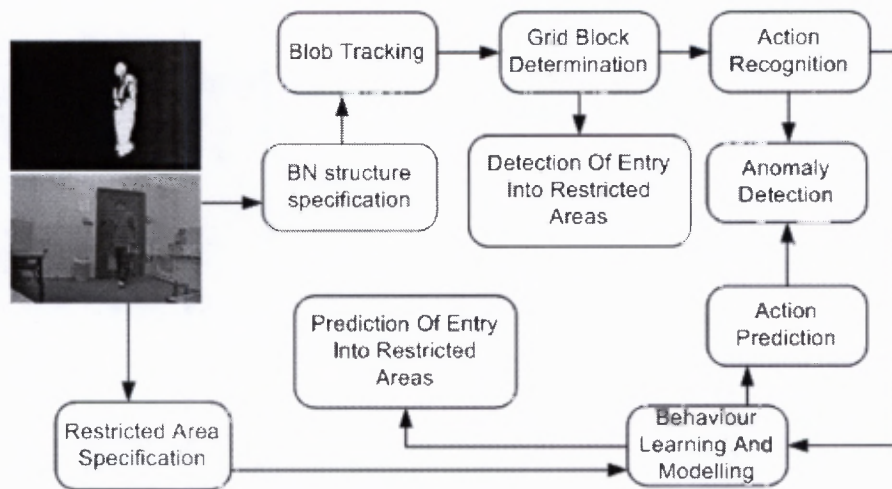 Blob Tracking
Grid Block
Determination
Action
Recognition
BN structure
specification
Detection Of Entry
Into Restricted
Areas
Anomaly
Detection
Prediction Of Entry
Into Restricted
Areas
Action
Prediction
Restricted Area
Specification
Behaviour
Learning And
Modelling